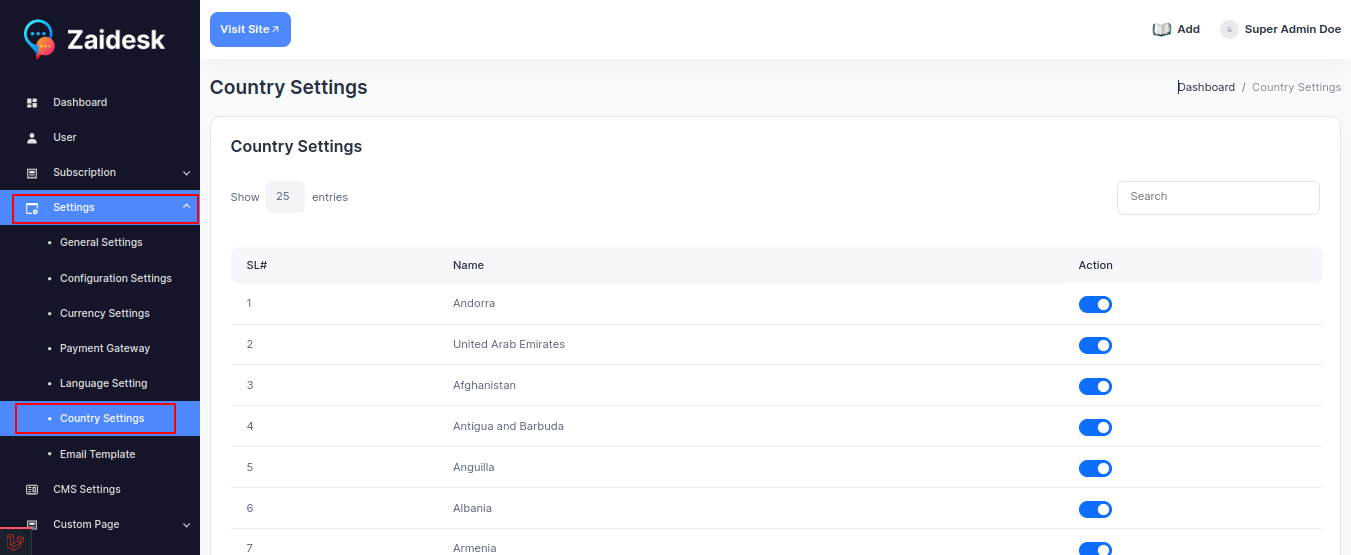 Zaidesk
Visit Site
Add
Super Admin Doe
Dashboard
User
Subscription
Settings
General Settings
Configuration Settings
Currency Settings
Payment Gateway
Language Setting
Country Settings
Email Template
CMS Settings
Custom Page
Country Settings
Dashboard / Country Settings
Country Settings
Show 25 entries
Search
SL# Name Action
1 Andorra
2 United Arab Emirates
3 Afghanistan
4 Antigua and Barbuda
5 Anguilla
6 Albania
7 Armenia